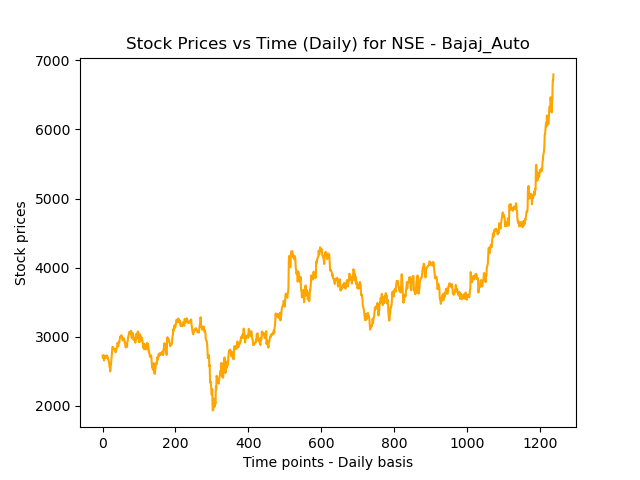 Stock Prices vs Time (Daily) for NSE - Bajaj_Auto
7000
6000
5000
4000
3000
2000
Stock prices
0 200 400 600 800 1000 1200
Time points - Daily basis